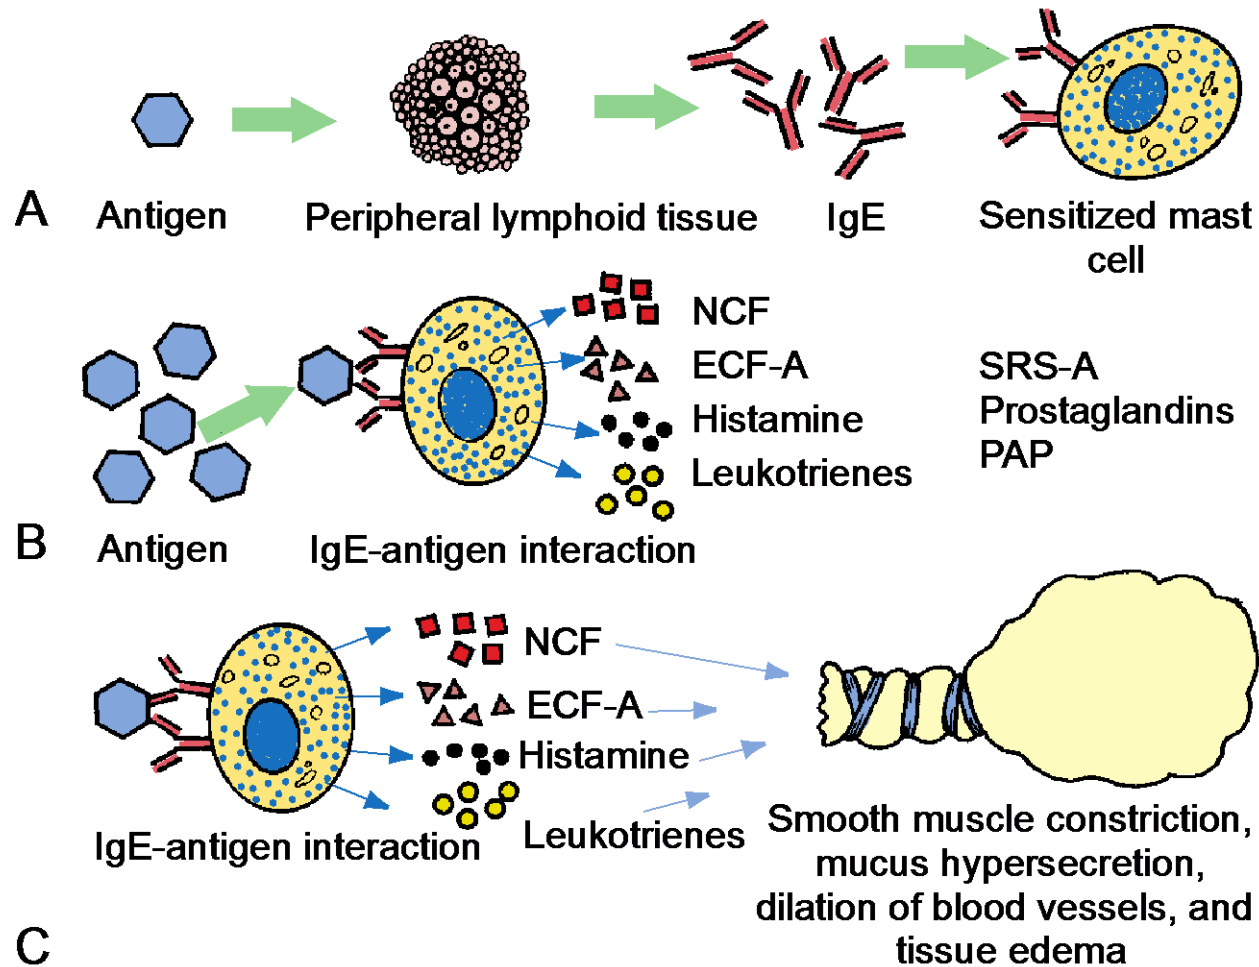 A
Antigen
Peripheral lymphoid tissue
IgE
Sensitized mast
cell
NCF
ECF-A
Histamine
Leukotrienes
SRS-A
Prostaglandins
PAP
B
Antigen
IgE-antigen interaction
NCF
ECF-A
Histamine
Leukotrienes
IgE-antigen interaction
Smooth muscle constriction,
mucus hypersecretion,
dilation of blood vessels, and
tissue edema
C